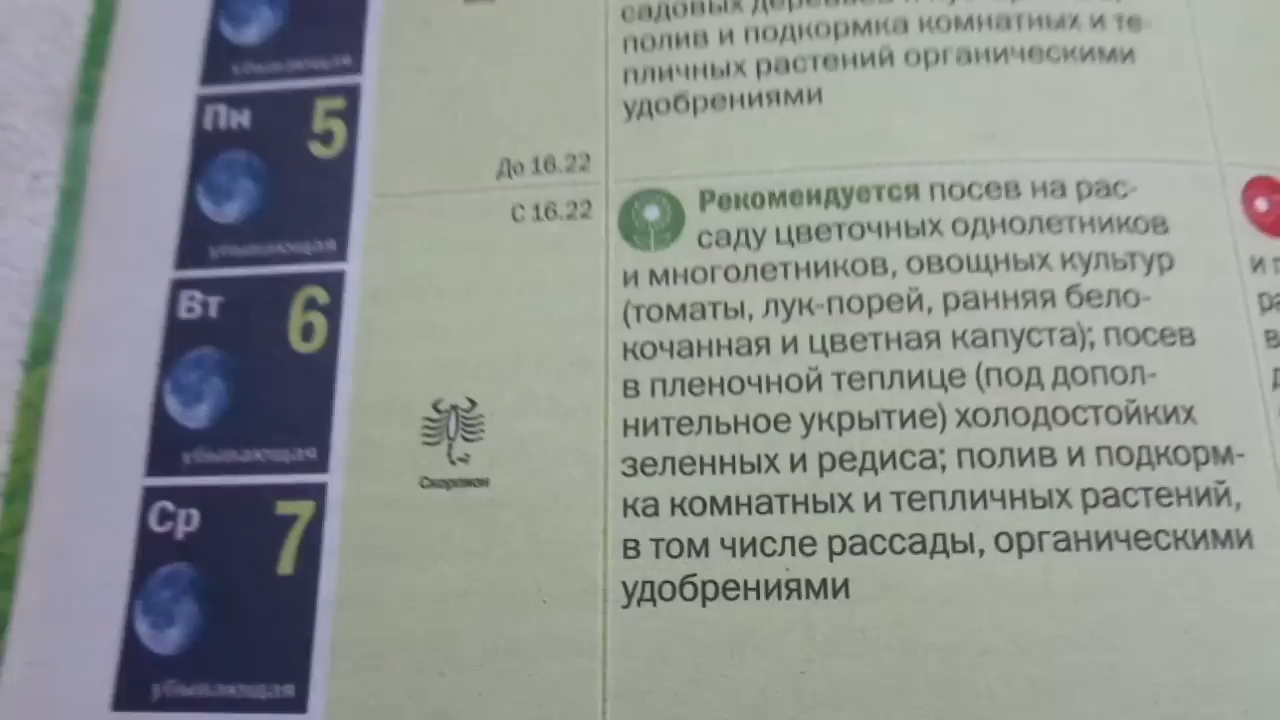 убывающая
Пн 5
убывающая
Вт 6
убывающая
Ср 7
убывающая
До 16.22
С 16.22
Скорпион
садовых деревьев и
полив и подкормка комнатных и те-
пличных растений органическими
удобрениями
Рекомендуется посев на рас-
саду цветочных однолетников
и многолетников, овощных культур
(томаты, лук-порей, ранняя бело-
кочанная и цветная капуста); посев
в пленочной теплице (под допол-
нительное укрытие) холодостойких
зеленных и редиса; полив и подкорм-
ка комнатных и тепличных растений,
в том числе рассады, органическими
удобрениями